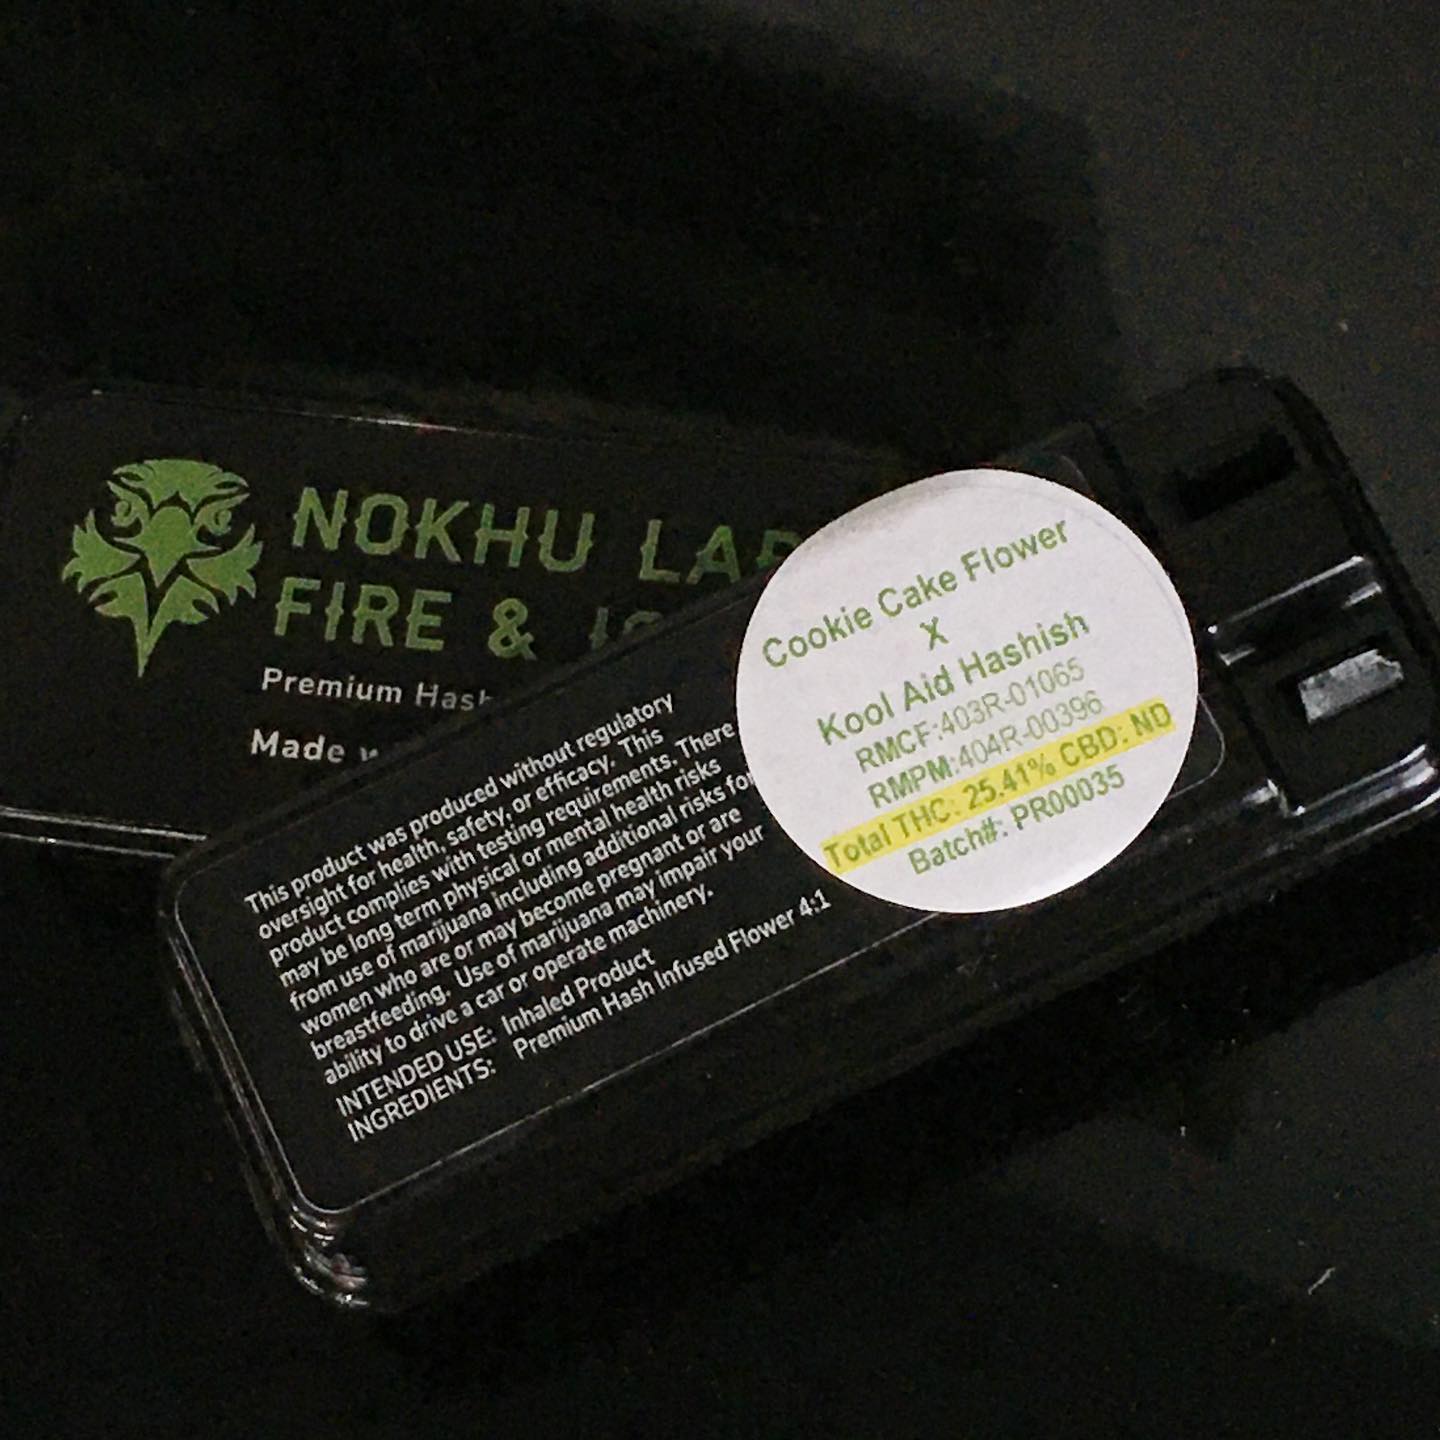 NOKHU LAB
FIRE &
Premium Hash
Made
Cookie Cake Flower
X
Kool Aid Hashish
RMCF:403R-01065
RMPM:404R-00396
Total THC: 25.41% CBD: ND
Batch#: PR00035
This product was produced without regulatory
oversight for health, safety, or efficacy. This
product complies with testing requirements. There
may be long term physical or mental health risks
from use of marijuana including additional risks for
women who are or may become pregnant or are
breastfeeding. Use of marijuana may impair your
ability to drive a car or operate machinery.
INTENDED USE: Inhaled Product
INGREDIENTS: Premium Hash Infused Flower 4:1